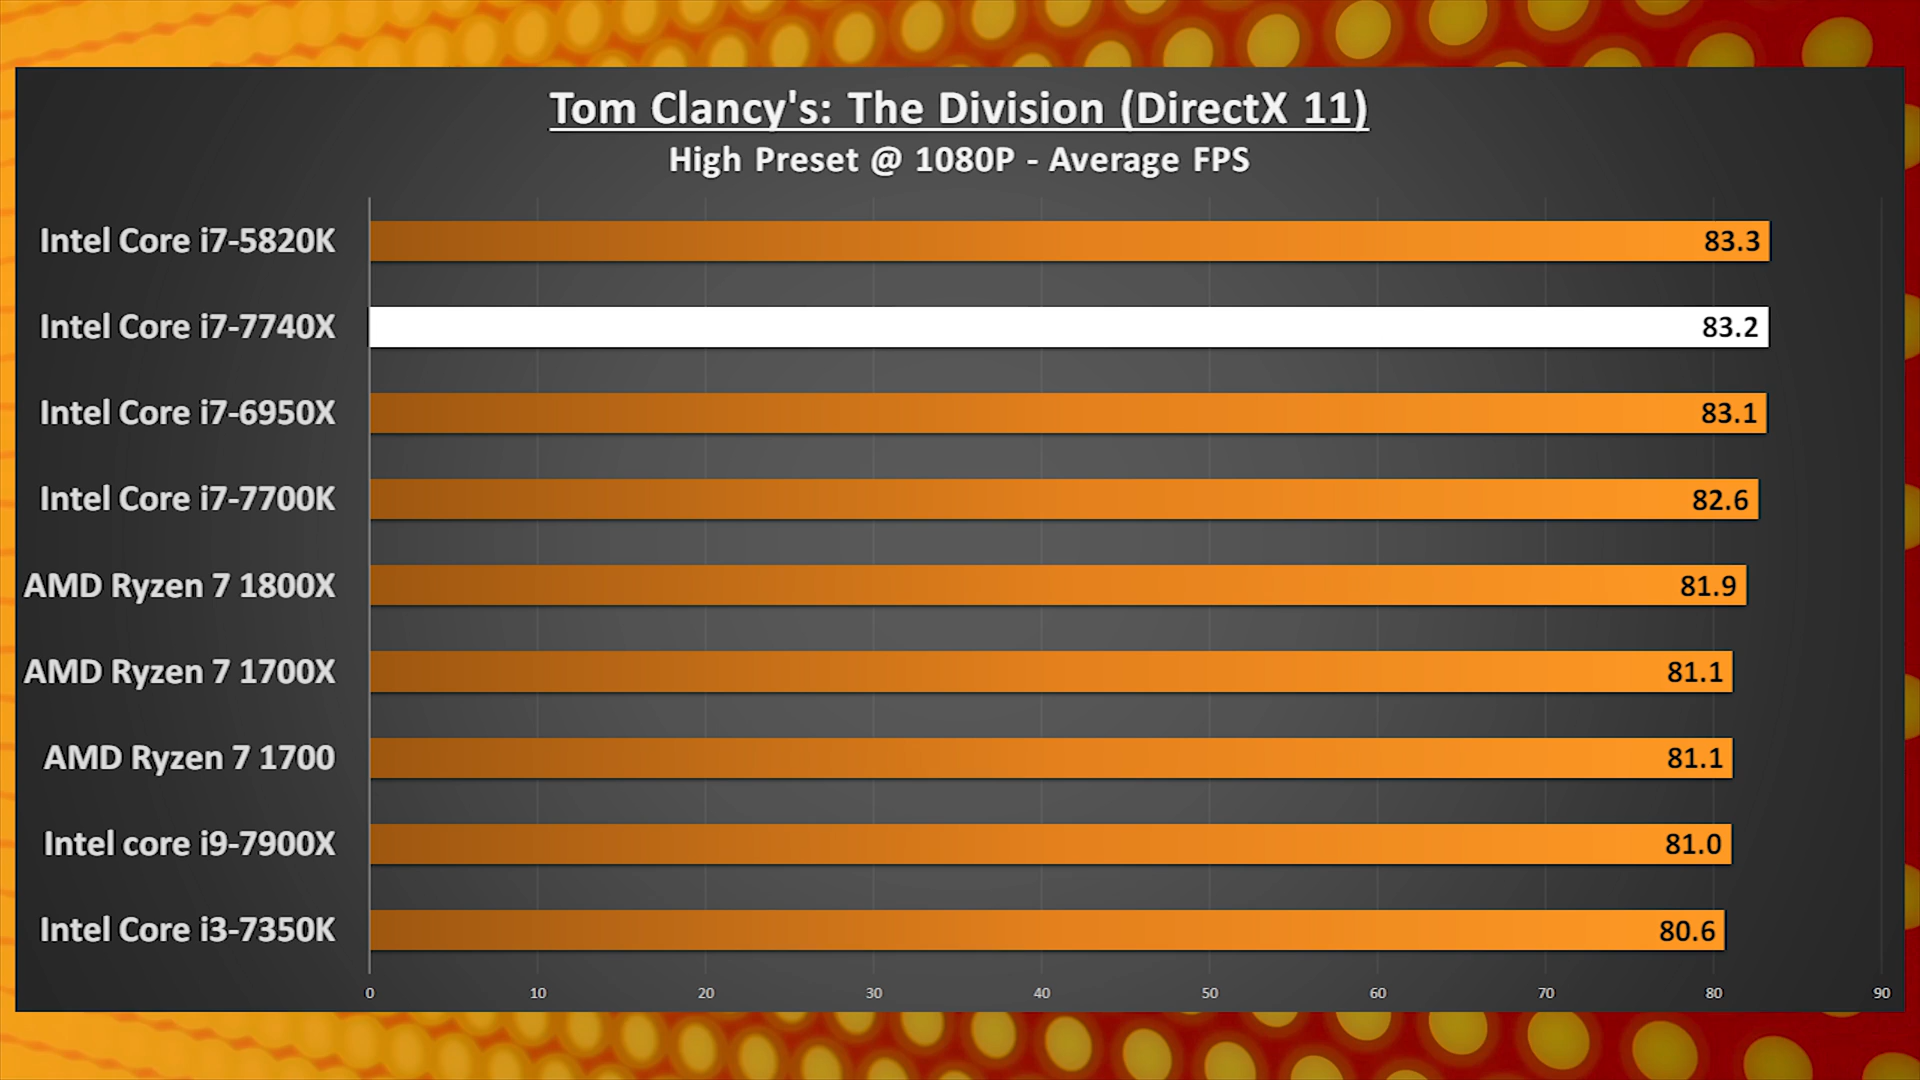 Tom Clancy's: The Division (DirectX 11)
High Preset @ 1080P - Average FPS
Intel Core i7-5820K 83.3
Intel Core i7-7740X 83.2
Intel Core i7-6950X 83.1
Intel Core i7-7700K 82.6
AMD Ryzen 7 1800X 81.9
AMD Ryzen 7 1700X 81.1
AMD Ryzen 7 1700 81.1
Intel core i9-7900X 81.0
Intel Core i3-7350K 80.6
0 10 20 30 40 50 60 70 80 90